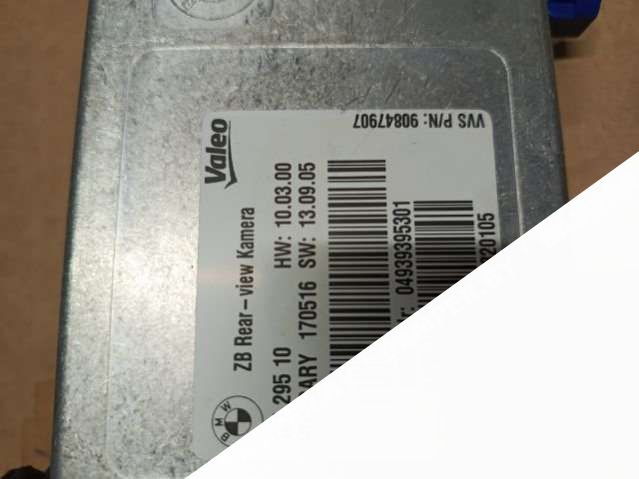 Valeo
VVS P/N: 90847907
ZB Rear-view Kamera
295 10 HW: 10.03.00
ARY 170516 SW: 13.09.05
04939395301
20105
BMW